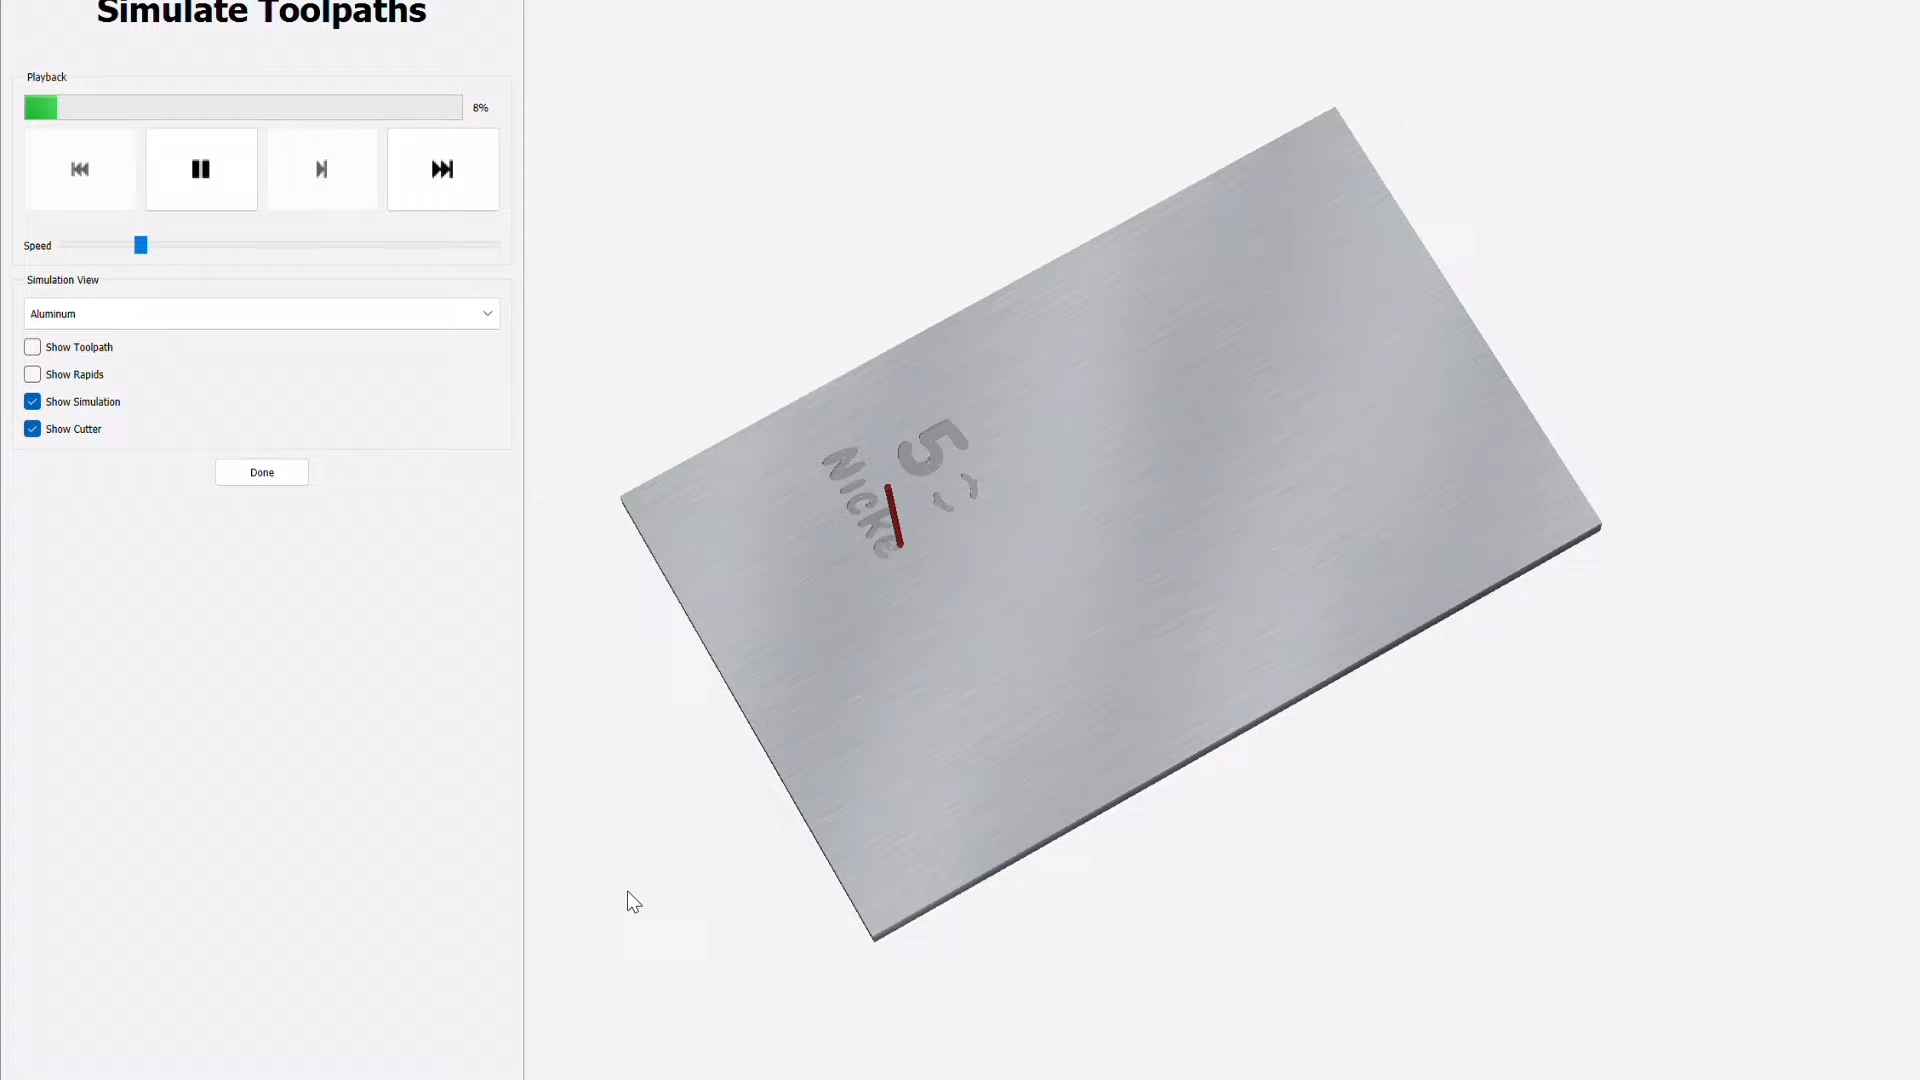 Simulate Toolpaths
Playback
8%
Speed
Simulation View
Aluminum
Show Toolpath
Show Rapids
Show Simulation
Show Cutter
Done
5
Nicke